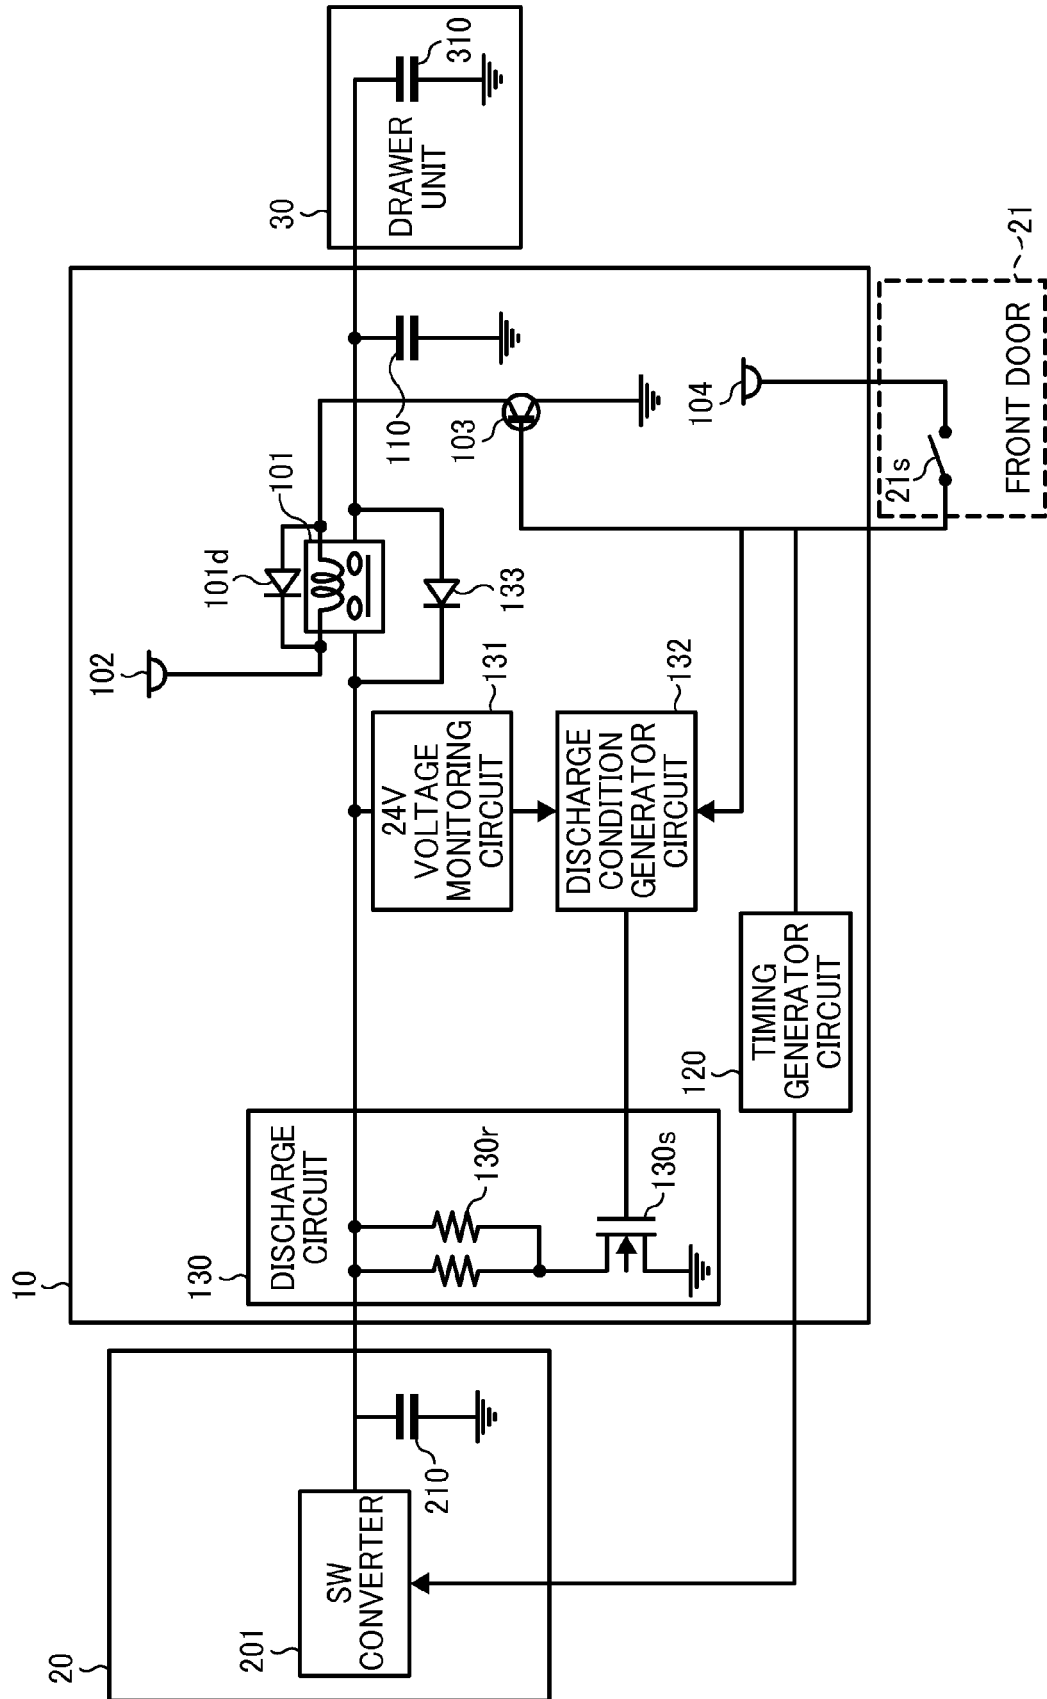 10
20
30
201
SW
CONVERTER
210
130
DISCHARGE
CIRCUIT
130r
130s
102
101d
101
133
24V
VOLTAGE
MONITORING
CIRCUIT
131
DISCHARGE
CONDITION
GENERATOR
CIRCUIT
132
120
TIMING
GENERATOR
CIRCUIT
110
103
104
DRAWER
UNIT
310
21s
FRONT DOOR
21